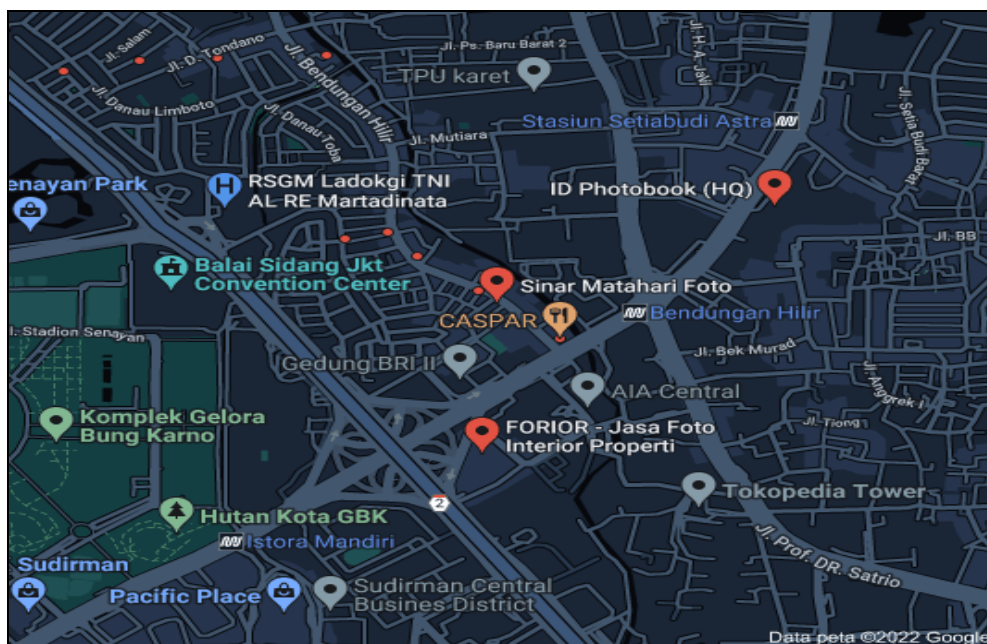 Jl. Salam
Jl. D. Tondano
Jl. Bendungan Hilir
Jl. Ps. Baru Barat 2
TPU karet
Jl. Danau Limboto
Jl. Danau Toba
Jl. Mutiara
Stasiun Setiabudi Astra
Jl. Setia Budi Barat
enayan Park
H
RSGM Ladokgi TNI
AL RE Martadinata
ID Photobook (HQ)
Jl. BB
Balai Sidang Jkt
Convention Center
Sinar Matahari Foto
CASPAR
Bendungan Hilir
l. Stadion Senayan
Gedung BRI II
Jl. Bek Murad
Jl. Anggrek I
AIA Central
Komplek Gelora
Bung Karno
FORIOR - Jasa Foto
Interior Properti
Jl. Tiong
2
Tokopedia Tower
Hutan Kota GBK
Istora Mandiri
Jl. Prof. DR. Satrio
Sudirman
Pacific Place
Sudirman Central
Busines District
Data peta ©2022 Google